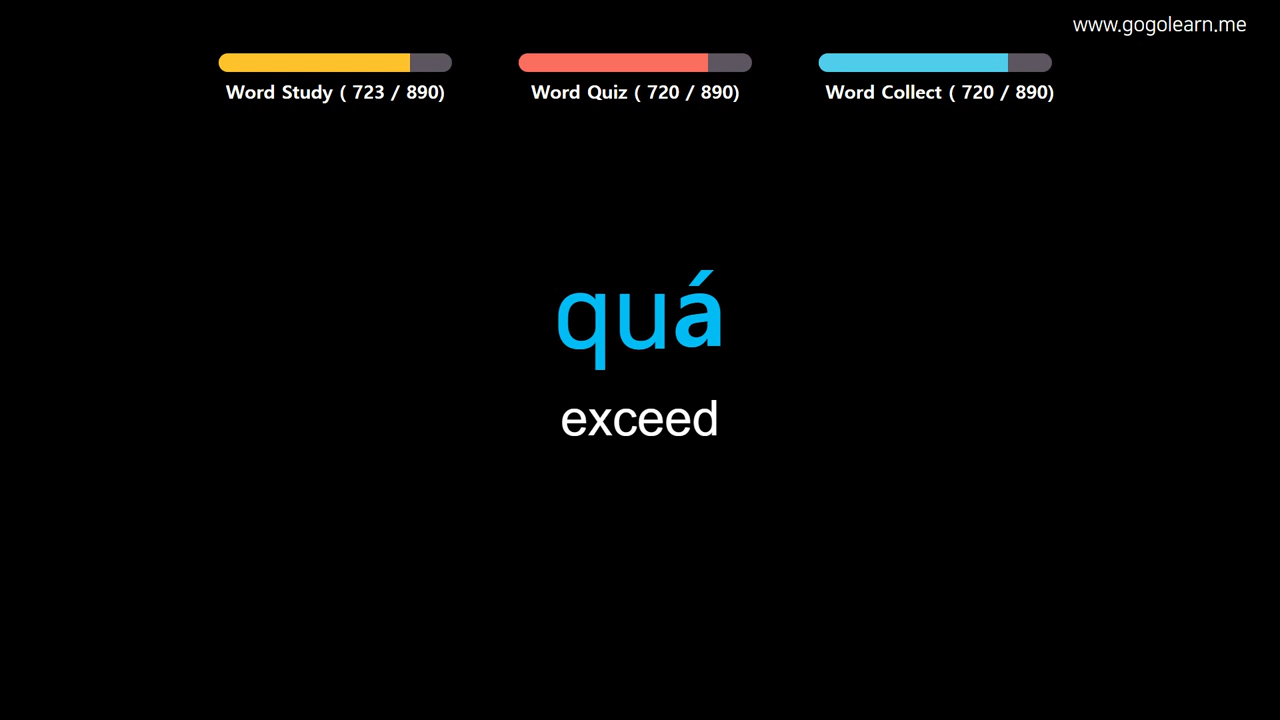 www.gogolearn.me
Word Study ( 723 / 890)
Word Quiz ( 720 / 890)
Word Collect ( 720 / 890)
quá
exceed